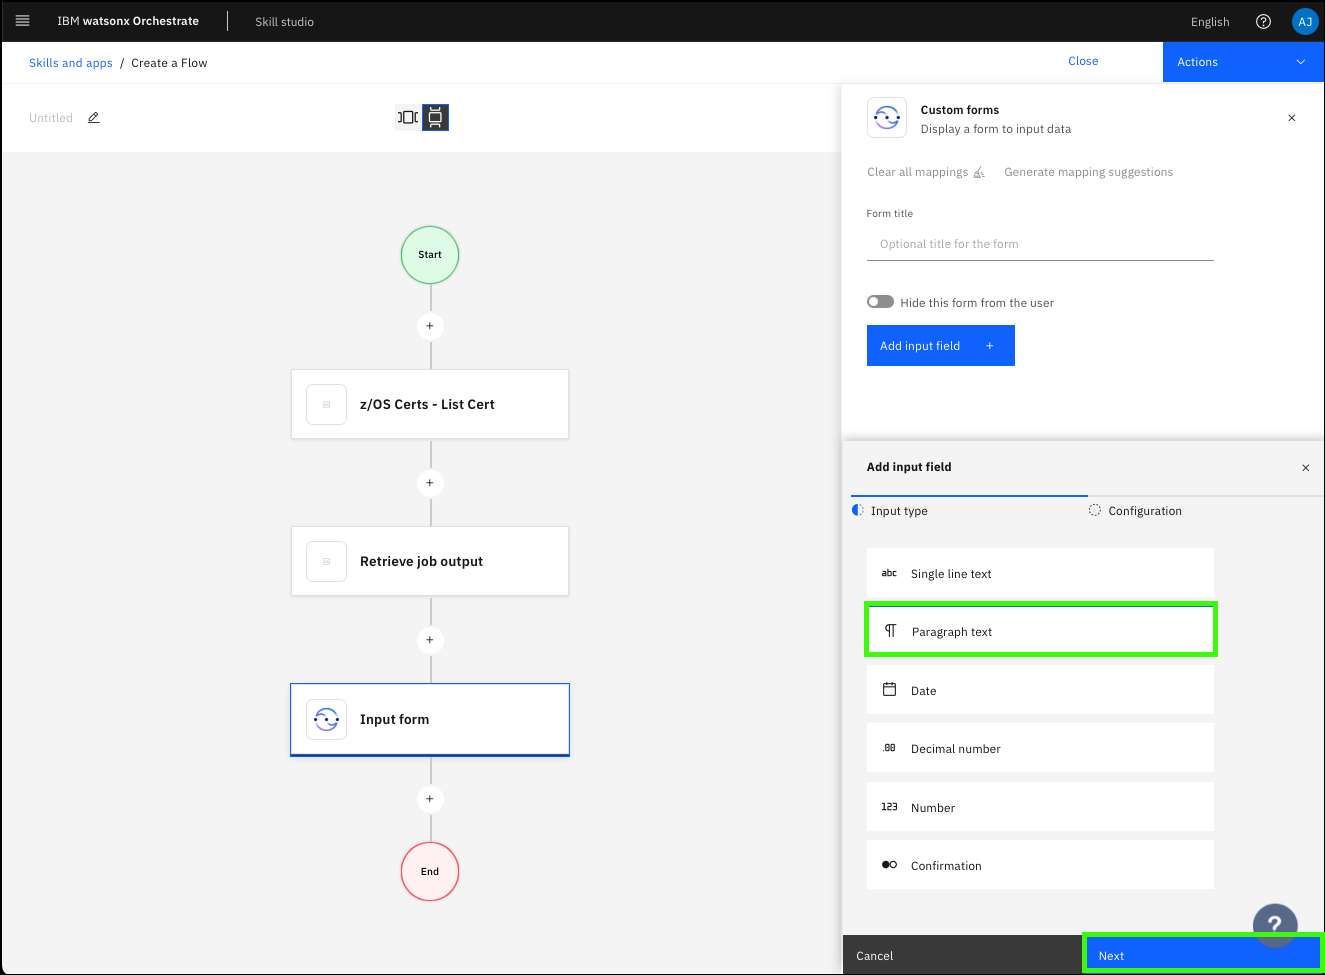 IBM watsonx Orchestrate
Skill studio
English
AJ
Skills and apps / Create a Flow
Close
Actions
Untitled
Custom forms
Display a form to input data
Clear all mappings
Generate mapping suggestions
Form title
Optional title for the form
Hide this form from the user
Add input field +
Start
+
z/OS Certs - List Cert
+
Retrieve job output
+
Input form
+
End
Add input field
Input type
Configuration
abc Single line text
¶ Paragraph text
Date
.00 Decimal number
123 Number
Confirmation
?
Cancel
Next